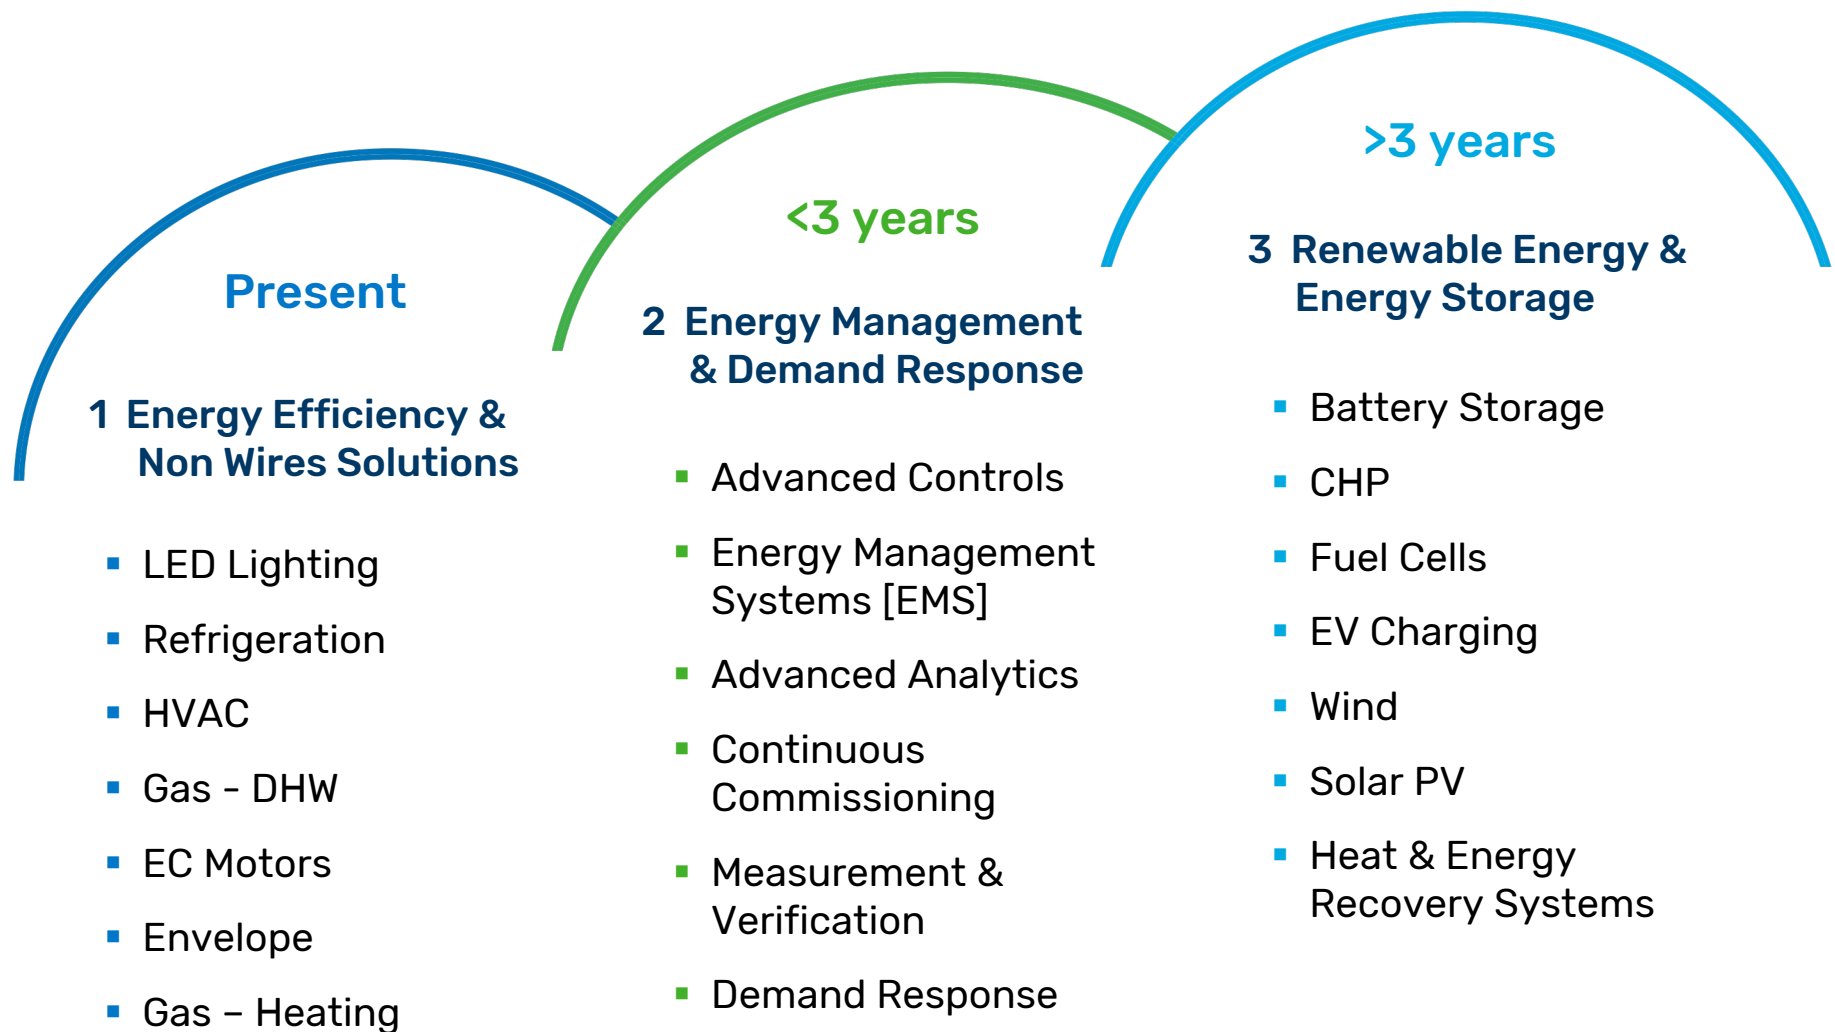 Present
1 Energy Efficiency &
Non Wires Solutions
LED Lighting
Refrigeration
HVAC
Gas - DHW
EC Motors
Envelope
Gas – Heating
<3 years
2 Energy Management
& Demand Response
Advanced Controls
Energy Management
Systems [EMS]
Advanced Analytics
Continuous
Commissioning
Measurement &
Verification
Demand Response
>3 years
3 Renewable Energy &
Energy Storage
Battery Storage
CHP
Fuel Cells
EV Charging
Wind
Solar PV
Heat & Energy
Recovery Systems